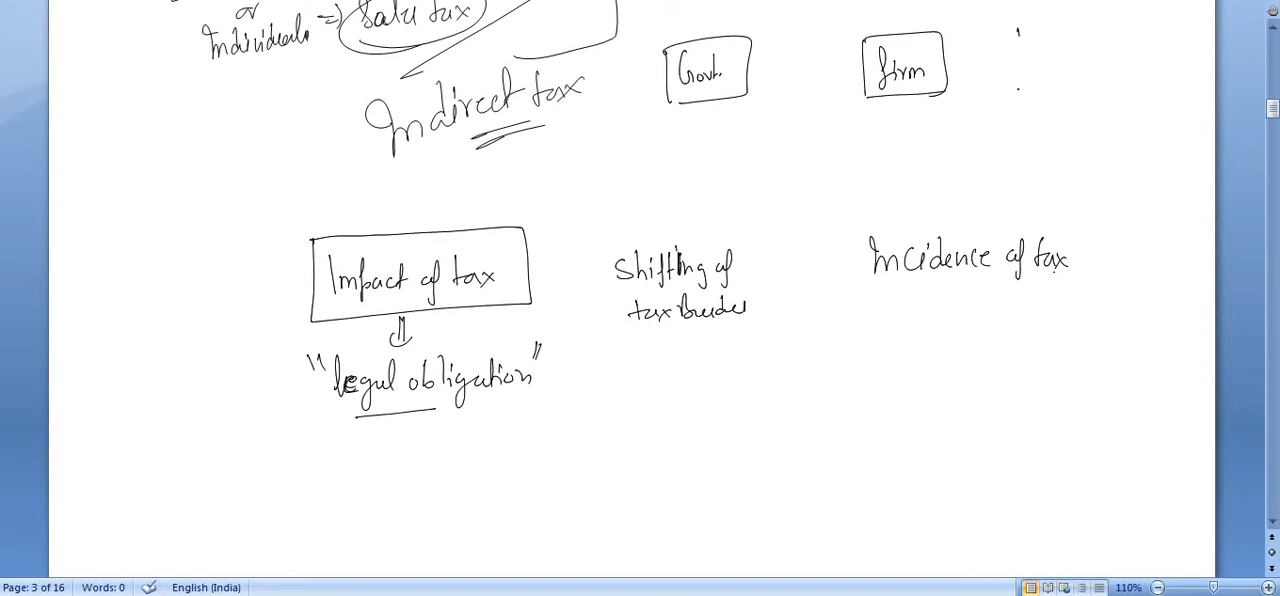 or
Individuals => Sales tax
Indirect tax
Govt.
firm
Impact of tax
Shifting of
tax Burden
Incidence of tax
"legal obligation"
Page: 3 of 16
Words: 0
English (India)
110%